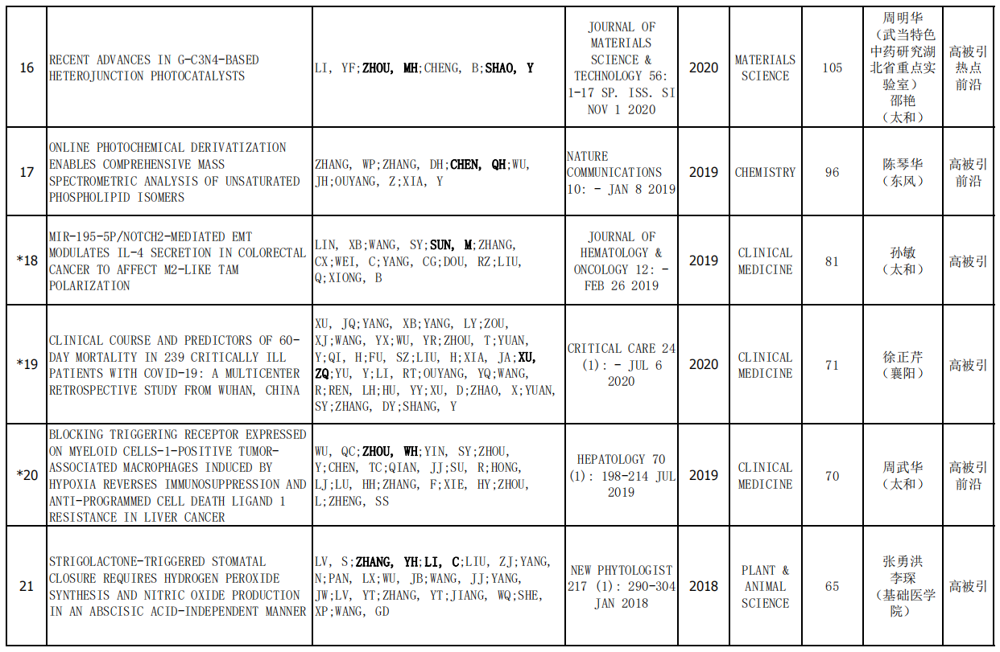 16
RECENT ADVANCES IN G-C3N4-BASED
HETEROJUNCTION PHOTOCATALYSTS
LI, YF;ZHOU, MH;CHENG, B;SHAO, Y
JOURNAL OF
MATERIALS
SCIENCE &
TECHNOLOGY 56:
1-17 SP. ISS. SI
NOV 1 2020
2020
MATERIALS
SCIENCE
105
周明华
（武当特色
中药研究湖
北省重点实
验室）
邵艳
（太和）
高被引
热点
前沿
17
ONLINE PHOTOCHEMICAL DERIVATIZATION
ENABLES COMPREHENSIVE MASS
SPECTROMETRIC ANALYSIS OF UNSATURATED
PHOSPHOLIPID ISOMERS
ZHANG, WP;ZHANG, DH;CHEN, QH;WU,
JH;OUYANG, Z;XIA, Y
NATURE
COMMUNICATIONS
10: - JAN 8 2019
2019
CHEMISTRY
96
陈琴华
（东风）
高被引
前沿
*18
MIR-195-5P/NOTCH2-MEDIATED EMT
MODULATES IL-4 SECRETION IN COLORECTAL
CANCER TO AFFECT M2-LIKE TAM
POLARIZATION
LIN, XB;WANG, SY;SUN, M;ZHANG,
CX;WEI, C;YANG, CG;DOU, RZ;LIU,
Q;XIONG, B
JOURNAL OF
HEMATOLOGY &
ONCOLOGY 12: -
FEB 26 2019
2019
CLINICAL
MEDICINE
81
孙敏
（太和）
高被引
*19
CLINICAL COURSE AND PREDICTORS OF 60-
DAY MORTALITY IN 239 CRITICALLY ILL
PATIENTS WITH COVID-19: A MULTICENTER
RETROSPECTIVE STUDY FROM WUHAN, CHINA
XU, JQ;YANG, XB;YANG, LY;ZOU,
XJ;WANG, YX;WU, YR;ZHOU, T;YUAN,
Y;QI, H;FU, SZ;LIU, H;XIA, JA;XU,
ZQ;YU, Y;LI, RT;OUYANG, YQ;WANG,
R;REN, LH;HU, YY;XU, D;ZHAO, X;YUAN,
SY;ZHANG, DY;SHANG, Y
CRITICAL CARE 24
(1): - JUL 6
2020
2020
CLINICAL
MEDICINE
71
徐正芹
（襄阳）
高被引
*20
BLOCKING TRIGGERING RECEPTOR EXPRESSED
ON MYELOID CELLS-1-POSITIVE TUMOR-
ASSOCIATED MACROPHAGES INDUCED BY
HYPOXIA REVERSES IMMUNOSUPPRESSION AND
ANTI-PROGRAMMED CELL DEATH LIGAND 1
RESISTANCE IN LIVER CANCER
WU, QC;ZHOU, WH;YIN, SY;ZHOU,
Y;CHEN, TC;QIAN, JJ;SU, R;HONG,
LJ;LU, HH;ZHANG, F;XIE, HY;ZHOU,
L;ZHENG, SS
HEPATOLOGY 70
(1): 198-214 JUL
2019
2019
CLINICAL
MEDICINE
70
周武华
（太和）
高被引
前沿
21
STRIGOLACTONE-TRIGGERED STOMATAL
CLOSURE REQUIRES HYDROGEN PEROXIDE
SYNTHESIS AND NITRIC OXIDE PRODUCTION
IN AN ABSCISIC ACID-INDEPENDENT MANNER
LV, S;ZHANG, YH;LI, C;LIU, ZJ;YANG,
N;PAN, LX;WU, JB;WANG, JJ;YANG,
JW;LV, YT;ZHANG, YT;JIANG, WQ;SHE,
XP;WANG, GD
NEW PHYTOLOGIST
217 (1): 290-304
JAN 2018
2018
PLANT &
ANIMAL
SCIENCE
65
张勇洪
李琛
（基础医学
院）
高被引